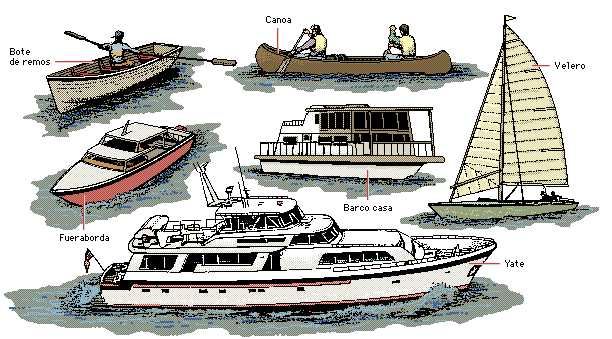 Canoa
Bote
de remos
Velero
Barco casa
Fueraborda
Yate